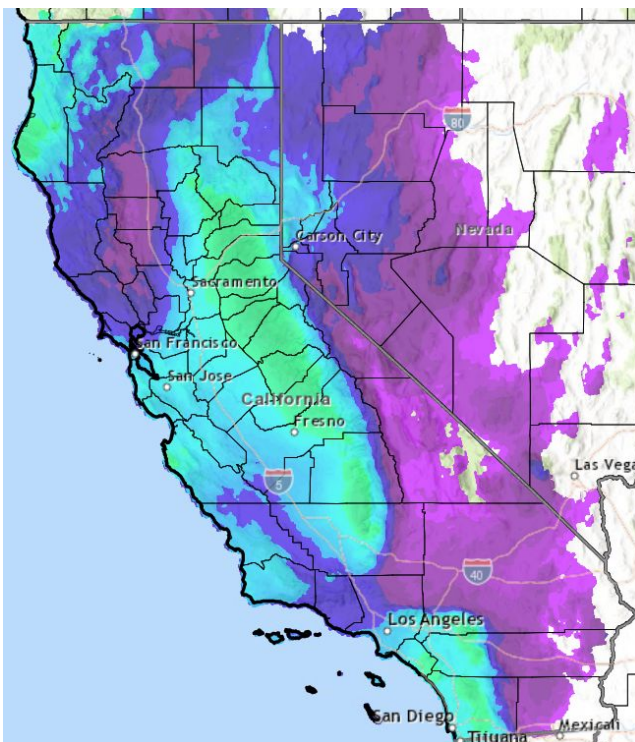 80
Nevada
Carson City
Sacramento
San Francisco
San Jose
California
Fresno
5
Las Vega
40
Los Angeles
San Diego
Mexicali
Tijuana